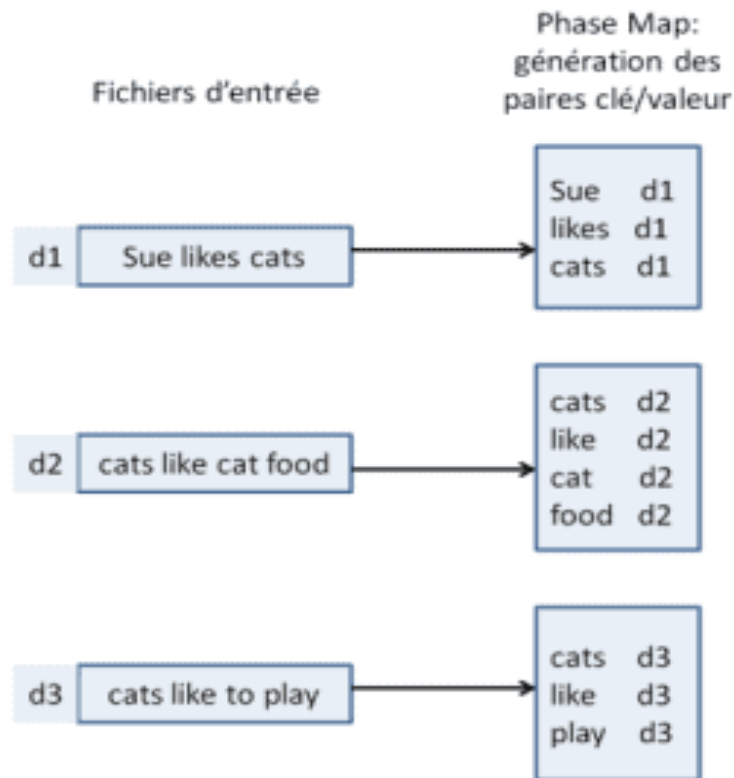 Phase Map:
génération des
paires clé/valeur
Fichiers d'entrée
d1
Sue likes cats
Sue d1
likes d1
cats d1
d2
cats like cat food
cats d2
like d2
cat d2
food d2
d3
cats like to play
cats d3
like d3
play d3